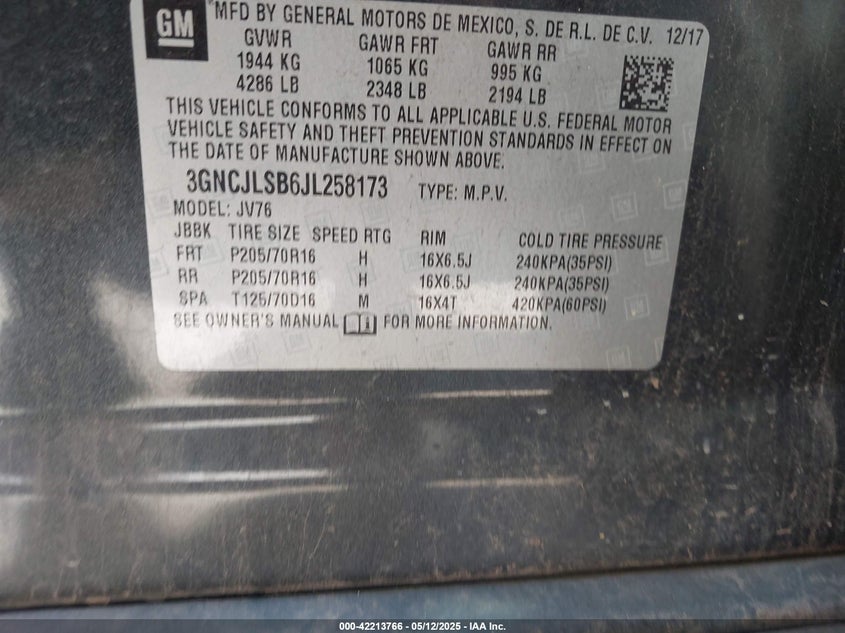 GM
MFD BY GENERAL MOTORS DE MEXICO, S. DE R.L. DE C.V. 12/17
GVWR GAWR FRT GAWR RR
1944 KG 1065 KG 995 KG
4286 LB 2348 LB 2194 LB
THIS VEHICLE CONFORMS TO ALL APPLICABLE U.S. FEDERAL MOTOR
VEHICLE SAFETY AND THEFT PREVENTION STANDARDS IN EFFECT ON
THE DATE OF MANUFACTURE SHOWN ABOVE.
3GNCJLSB6JL258173 TYPE: M.P.V.
MODEL: JV76
JBBK TIRE SIZE SPEED RTG RIM COLD TIRE PRESSURE
FRT P205/70R16 H 16X6.5J 240KPA(35PSI)
RR P205/70R16 H 16X6.5J 240KPA(35PSI)
SPA T125/70D16 M 16X4T 420KPA(60PSI)
SEE OWNER'S MANUAL FOR MORE INFORMATION.
000-42213766 - 05/12/2025 - IAA Inc.